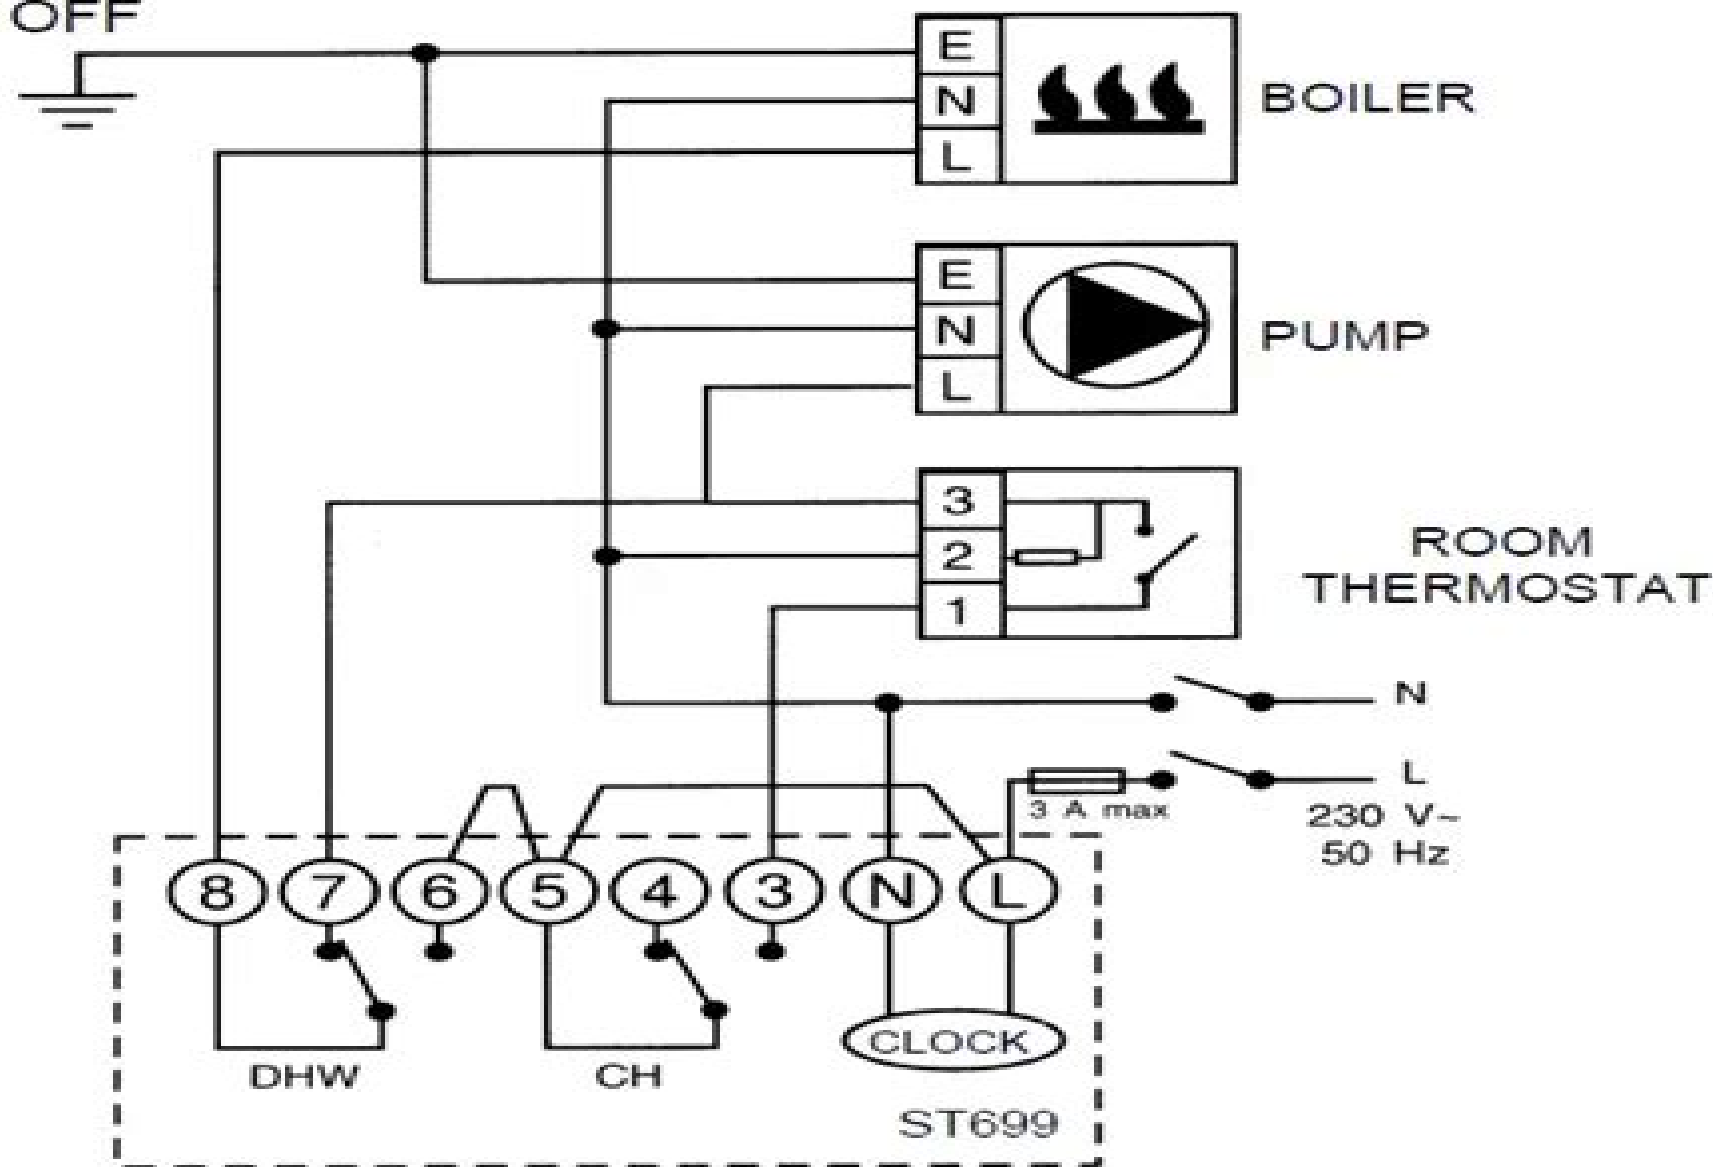 OFF
E
N
L
BOILER
E
N
L
PUMP
3
2
1
ROOM
THERMOSTAT
N
L
3 A max
230 V~
50 Hz
8 7 6 5 4 3 N L
DHW
CH
CLOCK
ST699